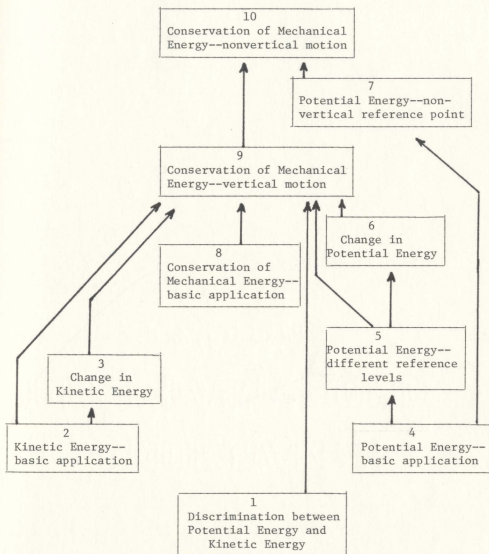 10
Conservation of Mechanical
Energy--nonvertical motion
7
Potential Energy--non-
vertical reference point
9
Conservation of Mechanical
Energy--vertical motion
6
Change in
Potential Energy
8
Conservation of
Mechanical Energy--
basic application
5
Potential Energy--
different reference
levels
3
Change in
Kinetic Energy
2
Kinetic Energy--
basic application
4
Potential Energy--
basic application
1
Discrimination between
Potential Energy and
Kinetic Energy